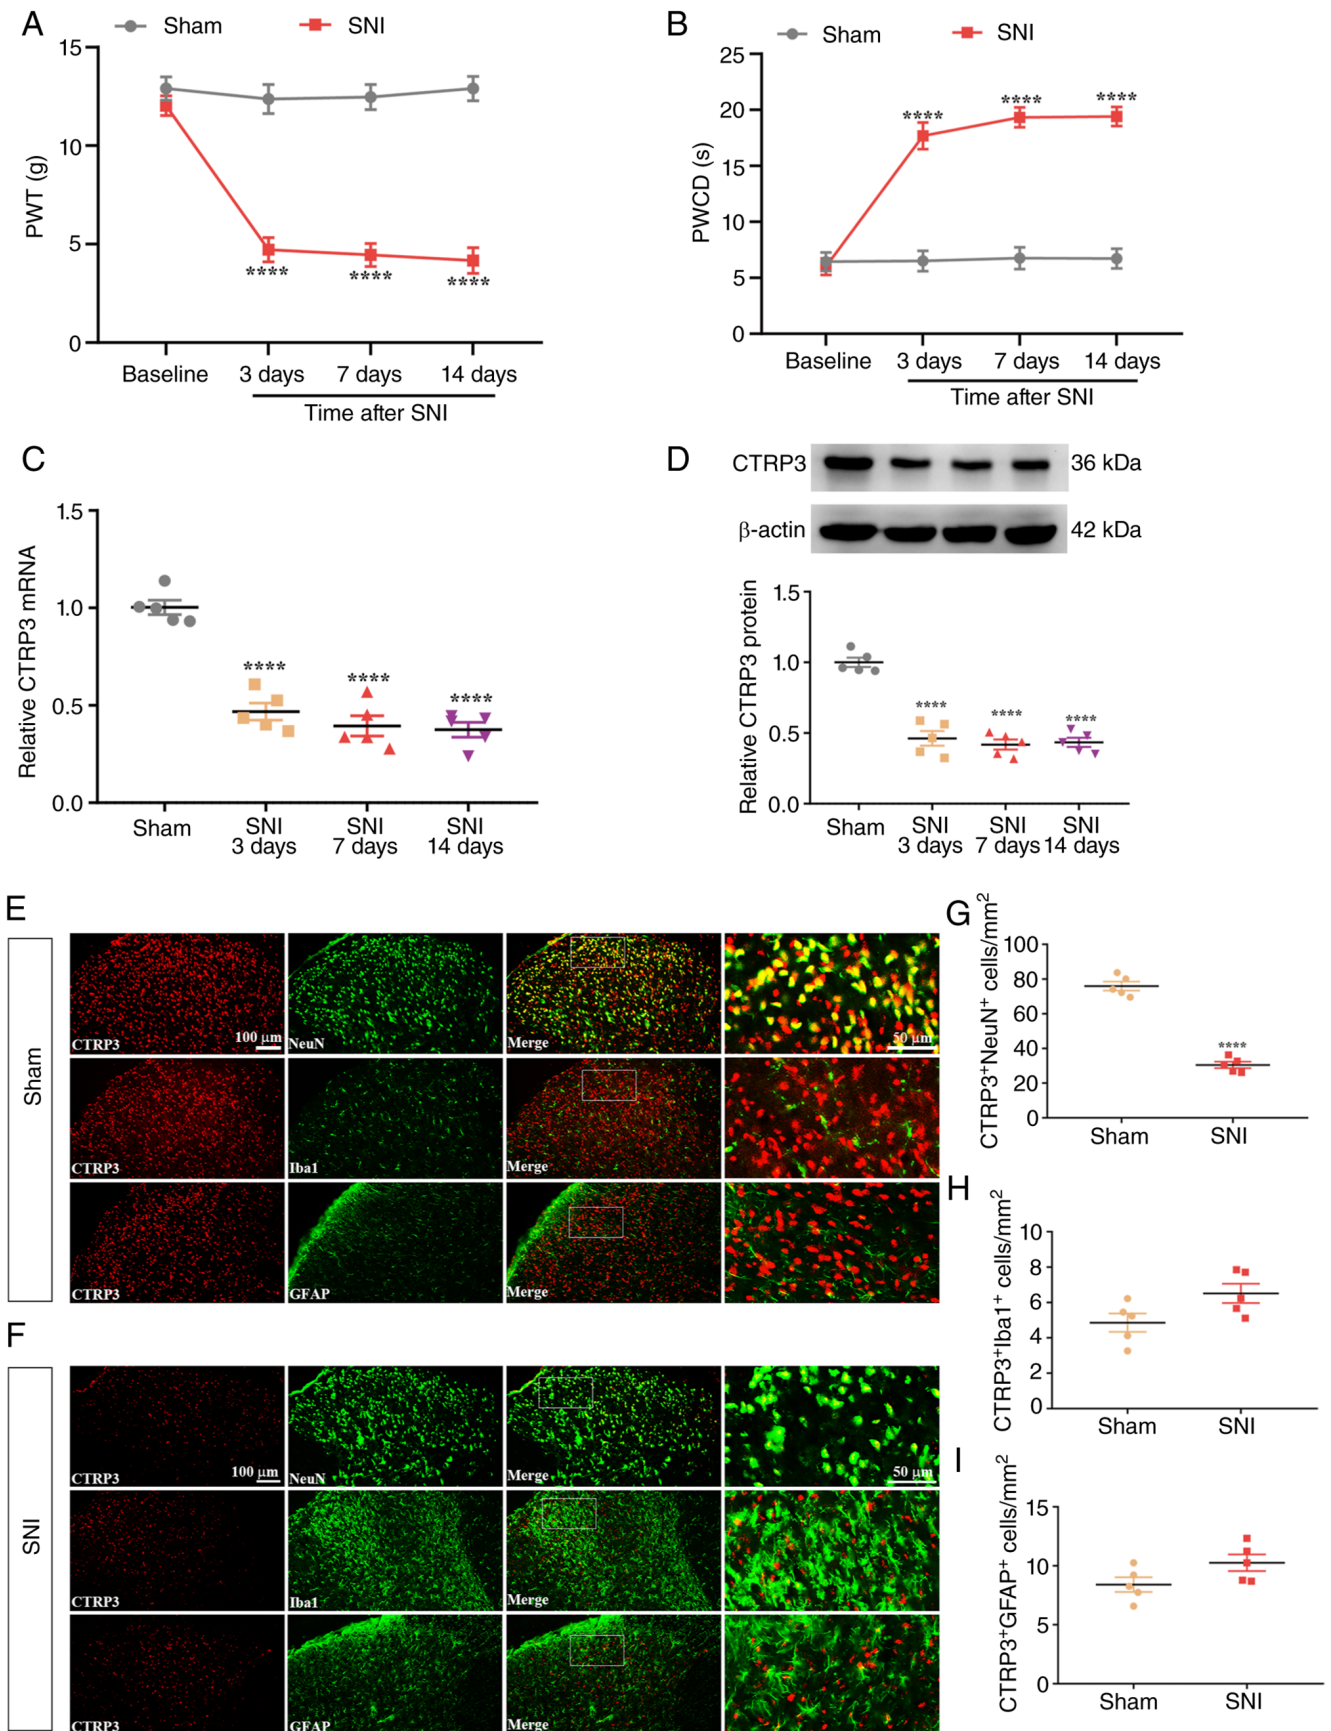 A
Sham
SNI
PWT (g)
15
10
5
0
****
****
****
Baseline
3 days
7 days
14 days
Time after SNI
B
Sham
SNI
PWCD (s)
25
20
15
10
5
0
****
****
****
Baseline
3 days
7 days
14 days
Time after SNI
C
Relative CTRP3 mRNA
1.5
1.0
0.5
0.0
****
****
****
Sham
SNI
3 days
SNI
7 days
SNI
14 days
D
CTRP3
36 kDa
β-actin
42 kDa
Relative CTRP3 protein
1.5
1.0
0.5
0.0
****
****
****
Sham
SNI
3 days
SNI
7 days
SNI
14 days
E
Sham
CTRP3
100 µm
NeuN
Merge
50 µm
CTRP3
Iba1
Merge
CTRP3
GFAP
Merge
F
SNI
CTRP3
100 µm
NeuN
Merge
50 µm
CTRP3
Iba1
Merge
CTRP3
GFAP
Merge
G
CTRP3⁺NeuN⁺ cells/mm²
100
80
60
40
20
0
****
Sham
SNI
H
CTRP3⁺Iba1⁺ cells/mm²
10
8
6
4
2
0
Sham
SNI
I
CTRP3⁺GFAP⁺ cells/mm²
15
10
5
0
Sham
SNI